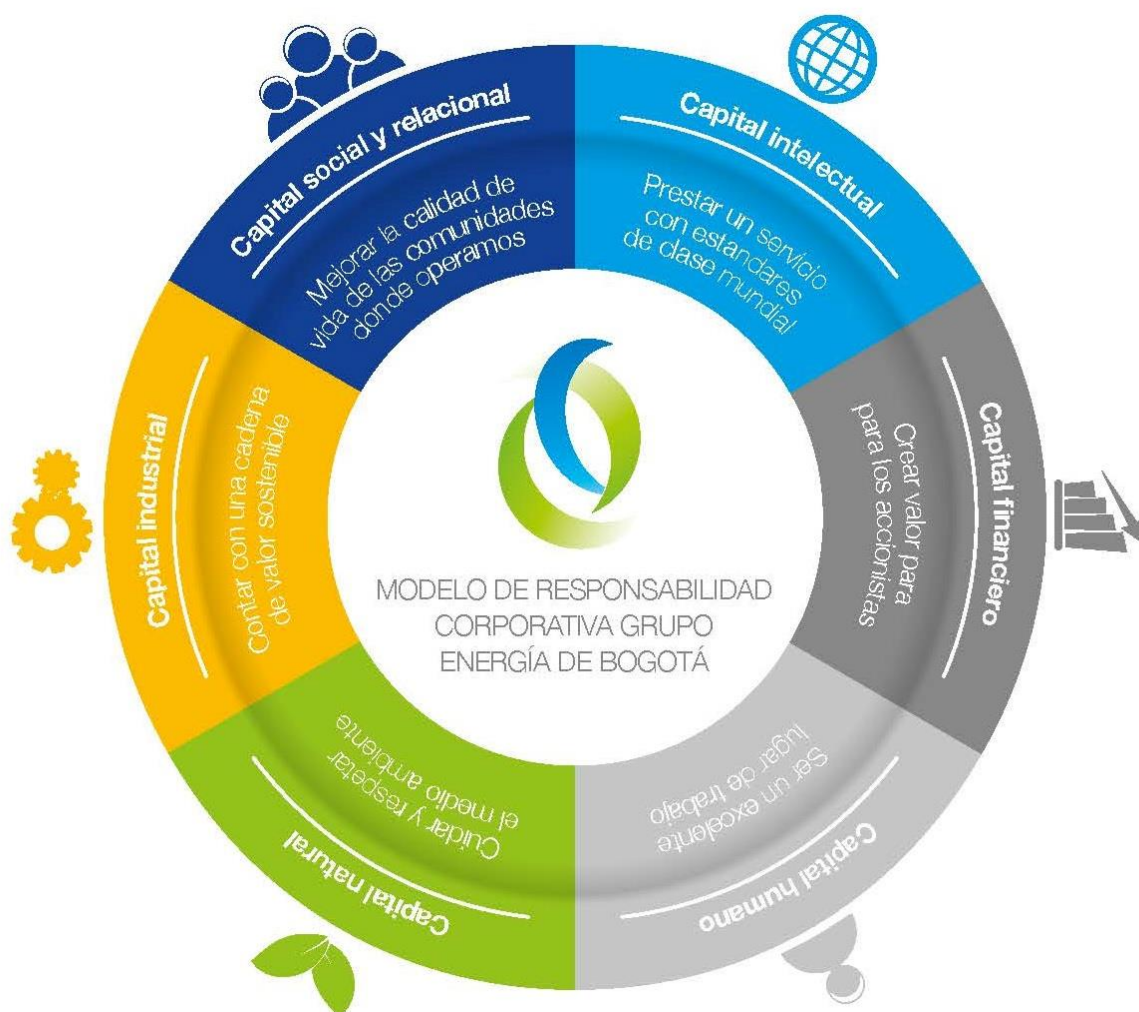 Capital social y relacional
Mejorar la calidad de
vida de las comunidades
donde operamos
Capital intelectual
Prestar un servicio
con estandares
de clase mundial
Capital financiero
Crear valor para
para los accionistas
Capital humano
Ser un excelente
lugar de trabajo
Capital natural
Cuidar y respetar
el medio ambiente
Capital industrial
Contar con una cadena
de valor sostenible
MODELO DE RESPONSABILIDAD
CORPORATIVA GRUPO
ENERGÍA DE BOGOTÁ